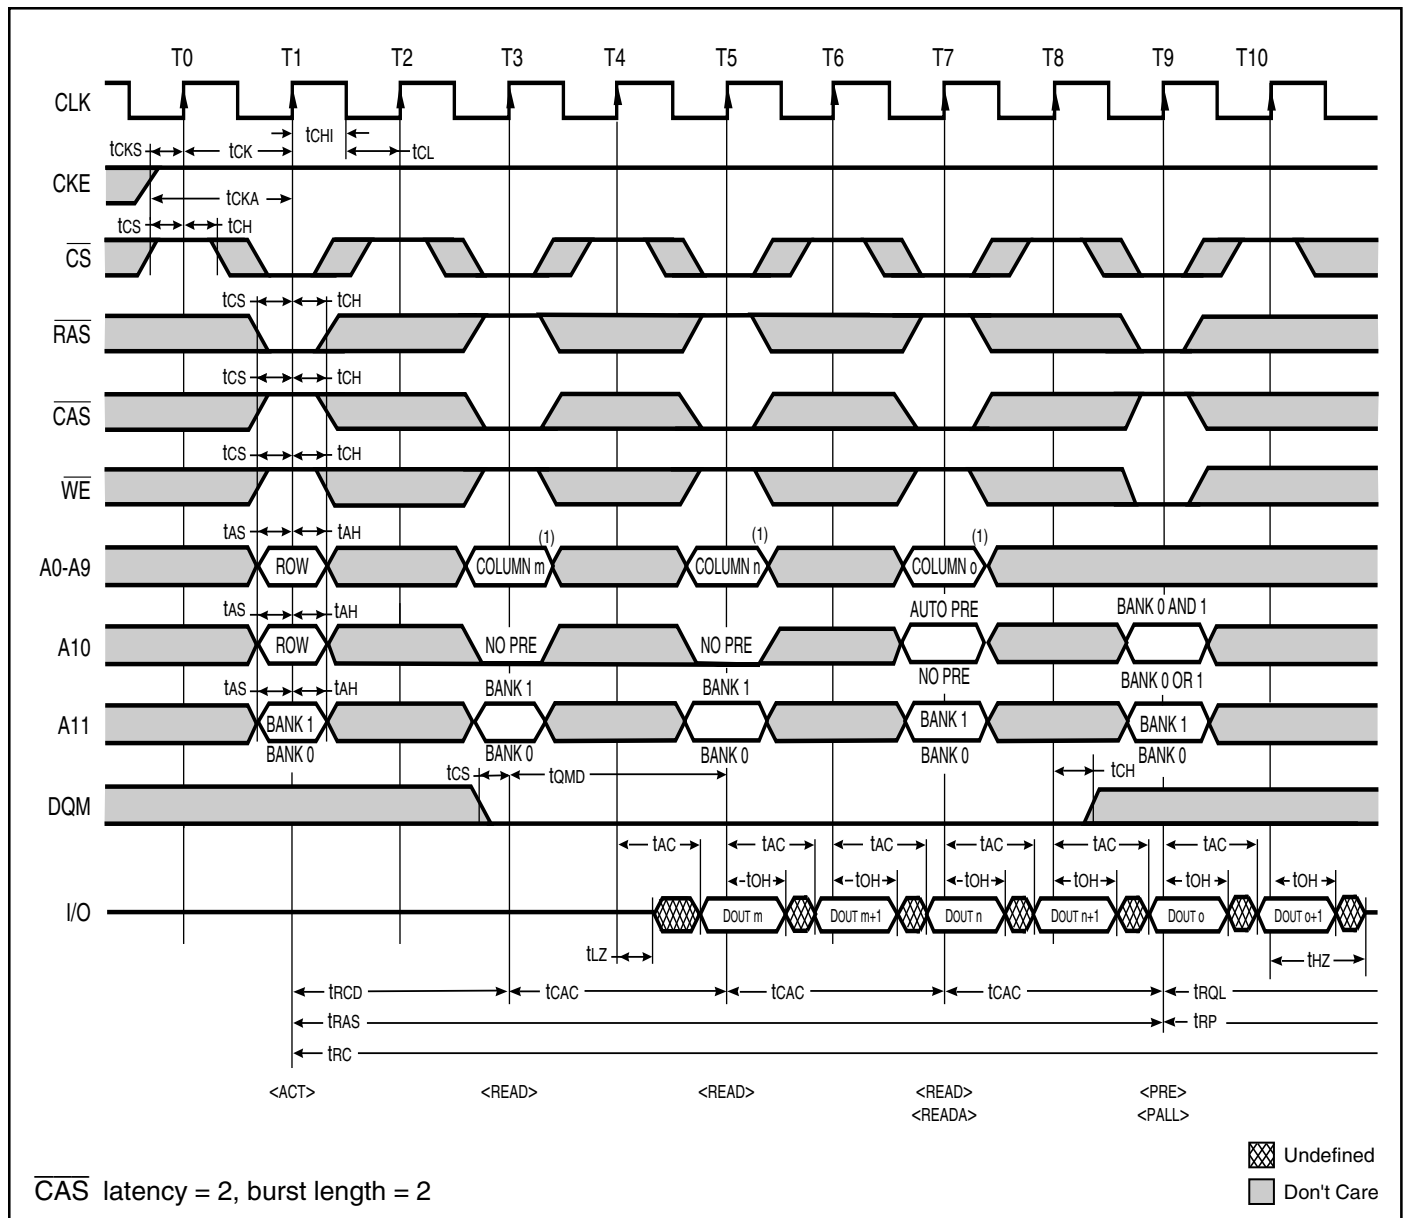 T0 T1 T2 T3 T4 T5 T6 T7 T8 T9 T10
CLK
tCHI
tCKS tCK tCL
CKE
tCKA
tCS tCH
CS
tCS tCH
RAS
tCS tCH
CAS
tCS tCH
WE
tAS tAH (1) (1) (1)
A0-A9 ROW COLUMN m COLUMN n COLUMN o
tAS tAH AUTO PRE BANK 0 AND 1
A10 ROW NO PRE NO PRE
NO PRE BANK 0 OR 1
tAS tAH BANK 1 BANK 1
A11 BANK 1 BANK 1 BANK 1
BANK 0 BANK 0 BANK 0 BANK 0 BANK 0
tCS tQMD tCH
DQM
tAC tAC tAC tAC tAC tAC
tOH tOH tOH tOH tOH tOH
I/O DOUT m DOUT m+1 DOUT n DOUT n+1 DOUT o DOUT o+1
tLZ tHZ
tRCD tCAC tCAC tCAC tRQL
tRAS tRP
tRC
<ACT> <READ> <READ> <READ> <PRE>
<READA> <PALL>
Undefined
CAS latency = 2, burst length = 2
Don't Care